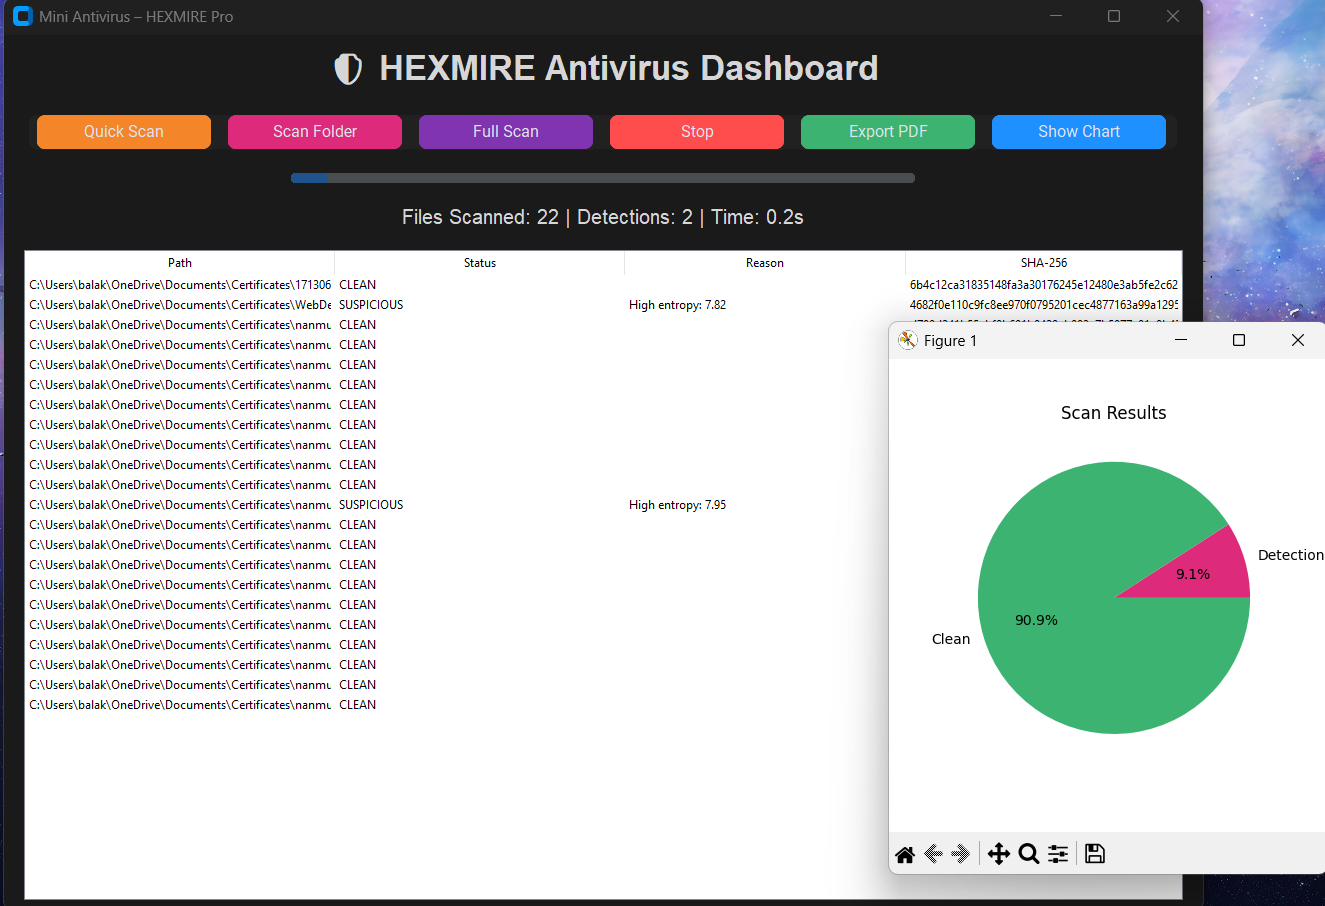 Mini Antivirus – HEXMIRE Pro
HEXMIRE Antivirus Dashboard
Quick Scan Scan Folder Full Scan Stop Export PDF Show Chart
Files Scanned: 22 | Detections: 2 | Time: 0.2s
Path Status Reason SHA-256
C:\Users\balak\OneDrive\Documents\Certificates\171306 CLEAN 6b4c12ca31835148fa3a30176245e12480e3ab5fe2c62
C:\Users\balak\OneDrive\Documents\Certificates\WebDe SUSPICIOUS High entropy: 7.82 4682f0e110c9fc8ee970f0795201cec4877163a99a1295
C:\Users\balak\OneDrive\Documents\Certificates\nanmu CLEAN
C:\Users\balak\OneDrive\Documents\Certificates\nanmu CLEAN
C:\Users\balak\OneDrive\Documents\Certificates\nanmu CLEAN
C:\Users\balak\OneDrive\Documents\Certificates\nanmu CLEAN
C:\Users\balak\OneDrive\Documents\Certificates\nanmu CLEAN
C:\Users\balak\OneDrive\Documents\Certificates\nanmu CLEAN
C:\Users\balak\OneDrive\Documents\Certificates\nanmu CLEAN
C:\Users\balak\OneDrive\Documents\Certificates\nanmu CLEAN
C:\Users\balak\OneDrive\Documents\Certificates\nanmu CLEAN
C:\Users\balak\OneDrive\Documents\Certificates\nanmu SUSPICIOUS High entropy: 7.95
C:\Users\balak\OneDrive\Documents\Certificates\nanmu CLEAN
C:\Users\balak\OneDrive\Documents\Certificates\nanmu CLEAN
C:\Users\balak\OneDrive\Documents\Certificates\nanmu CLEAN
C:\Users\balak\OneDrive\Documents\Certificates\nanmu CLEAN
C:\Users\balak\OneDrive\Documents\Certificates\nanmu CLEAN
C:\Users\balak\OneDrive\Documents\Certificates\nanmu CLEAN
C:\Users\balak\OneDrive\Documents\Certificates\nanmu CLEAN
C:\Users\balak\OneDrive\Documents\Certificates\nanmu CLEAN
C:\Users\balak\OneDrive\Documents\Certificates\nanmu CLEAN
C:\Users\balak\OneDrive\Documents\Certificates\nanmu CLEAN
Figure 1
Scan Results
Detection
9.1%
90.9%
Clean